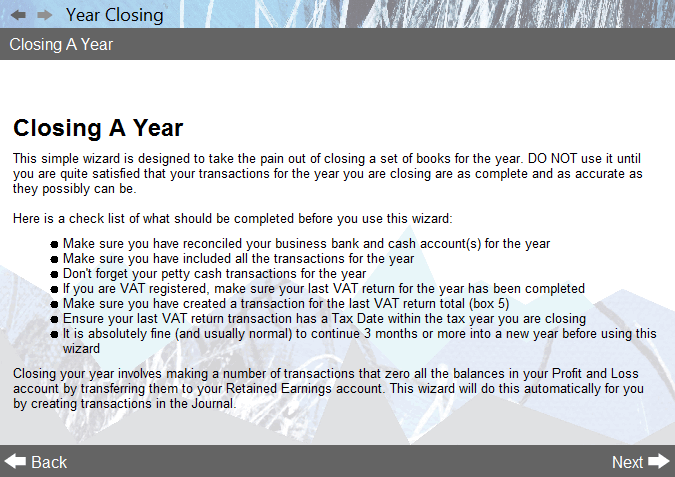 Year Closing
Closing A Year
Closing A Year
This simple wizard is designed to take the pain out of closing a set of books for the year. DO NOT use it until
you are quite satisfied that your transactions for the year you are closing are as complete and as accurate as
they possibly can be.
Here is a check list of what should be completed before you use this wizard:
● Make sure you have reconciled your business bank and cash account(s) for the year
● Make sure you have included all the transactions for the year
● Don't forget your petty cash transactions for the year
● If you are VAT registered, make sure your last VAT return for the year has been completed
● Make sure you have created a transaction for the last VAT return total (box 5)
● Ensure your last VAT return transaction has a Tax Date within the tax year you are closing
● It is absolutely fine (and usually normal) to continue 3 months or more into a new year before using this
wizard
Closing your year involves making a number of transactions that zero all the balances in your Profit and Loss
account by transferring them to your Retained Earnings account. This wizard will do this automatically for you
by creating transactions in the Journal.
Back
Next